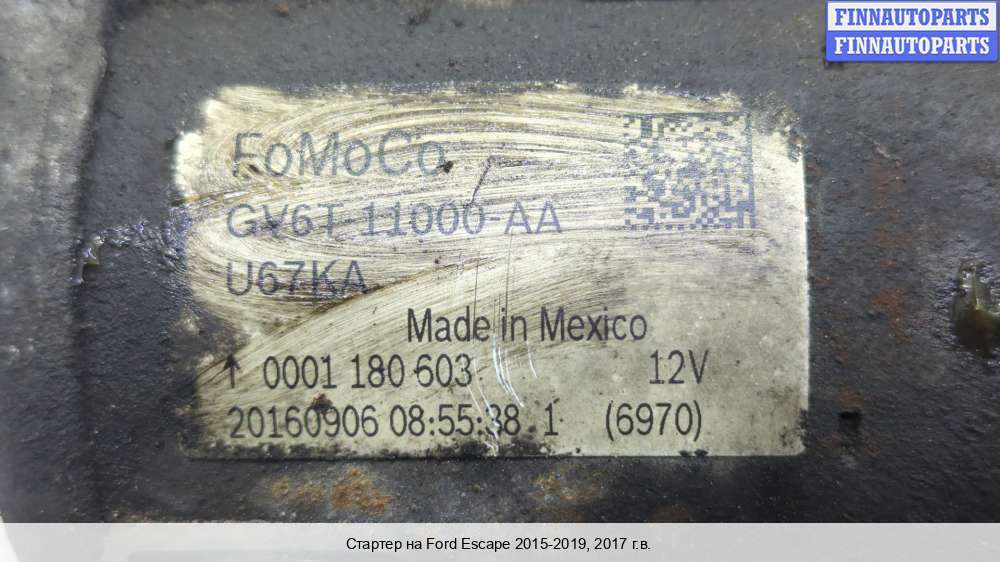 FINNAUTOPARTS
FINNAUTOPARTS
FoMoCo
GV6T-11000-AA
U67KA
Made in Mexico
↑ 0001 180 603 12V
20160906 08:55:38 1 (6970)
Стартер на Ford Escape 2015-2019, 2017 г.в.